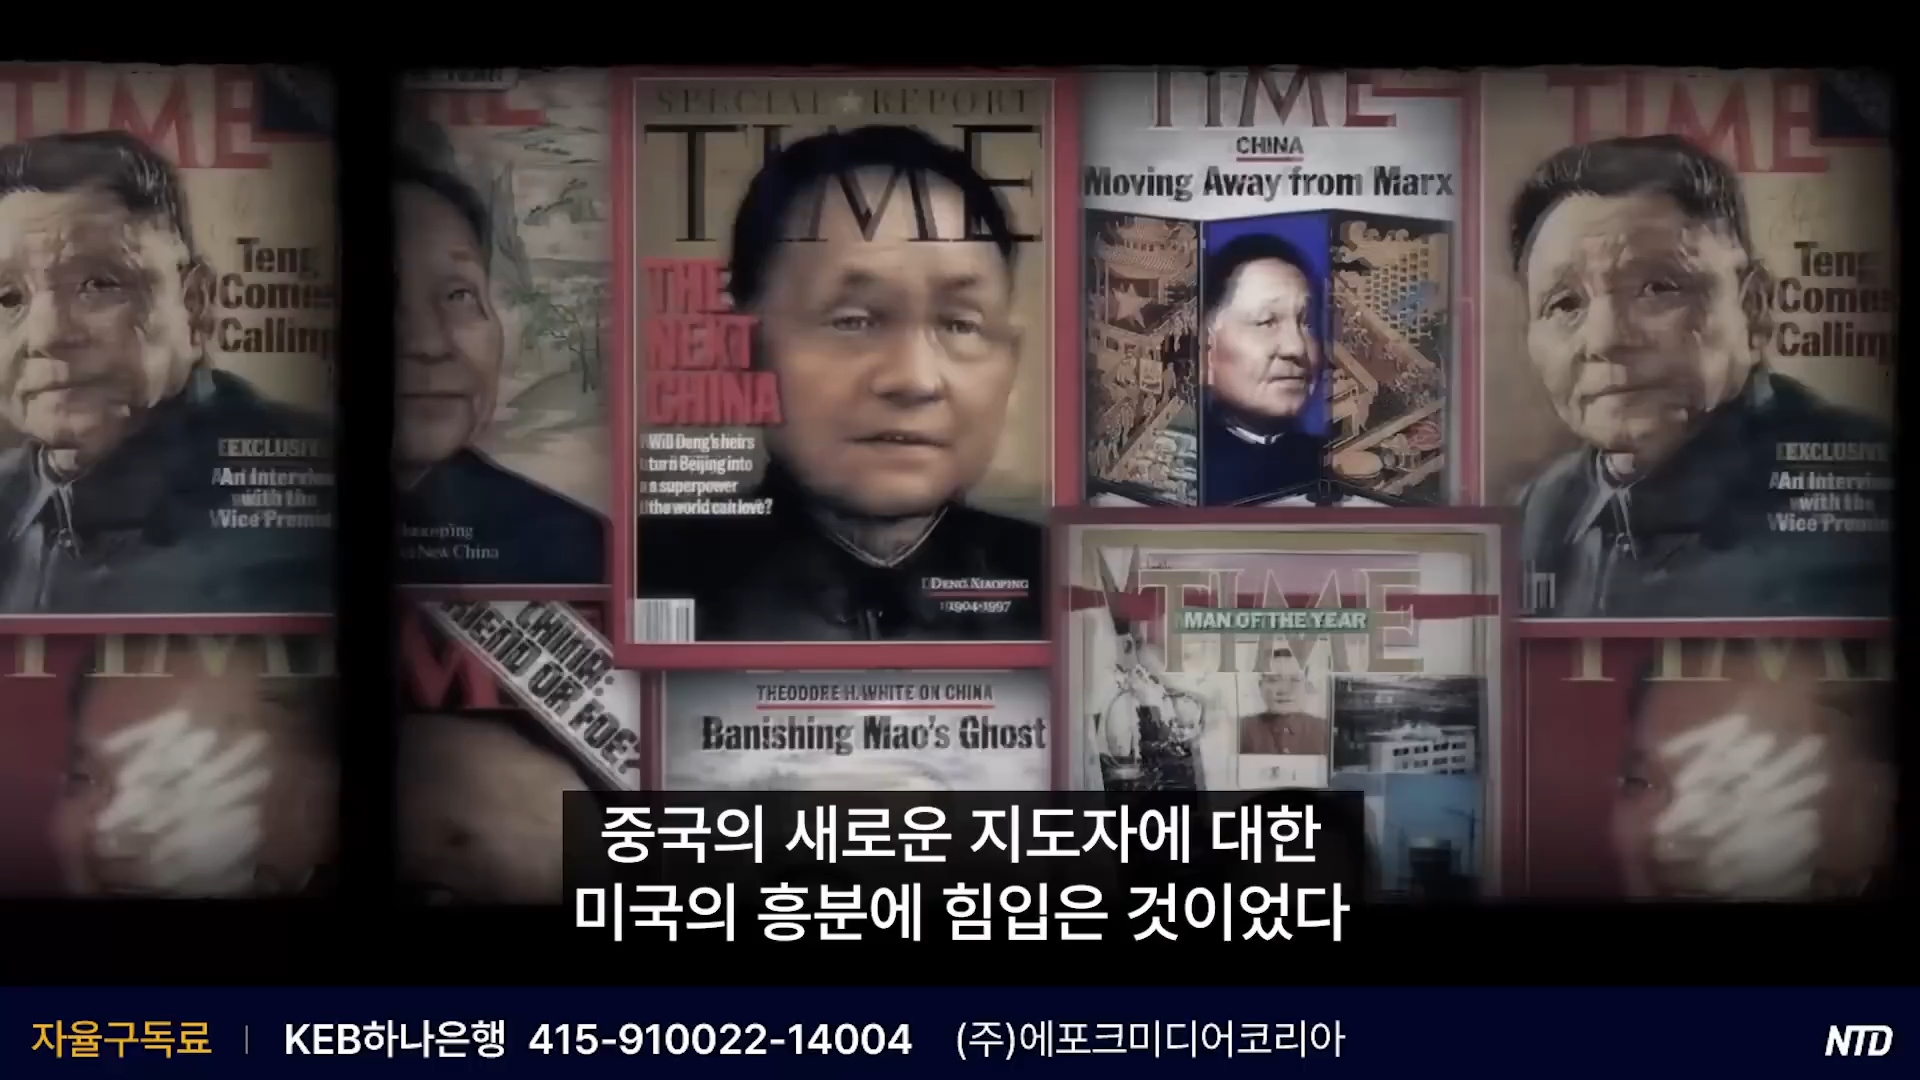 TIME
Teng
Comes
Calling
EXCLUSIVE
An Interview
with the
Vice Premier
New China
CHINA:
OR FOE?
SPECIAL REPORT
TIME
THE
NEXT
CHINA
Will Deng's heirs
turn Beijing into
a superpower
the world can love?
DENG XIAOPING
1904-1997
THEODORE H. WHITE ON CHINA
Banishing Mao's Ghost
TIME
CHINA
Moving Away from Marx
TIME
MAN OF THE YEAR
TIME
Teng
Comes
Calling
EXCLUSIVE
An Interview
with the
Vice Premier
중국의 새로운 지도자에 대한
미국의 흥분에 힘입은 것이었다
자율구독료 | KEB하나은행 415-910022-14004 (주)에포크미디어코리아
NTD